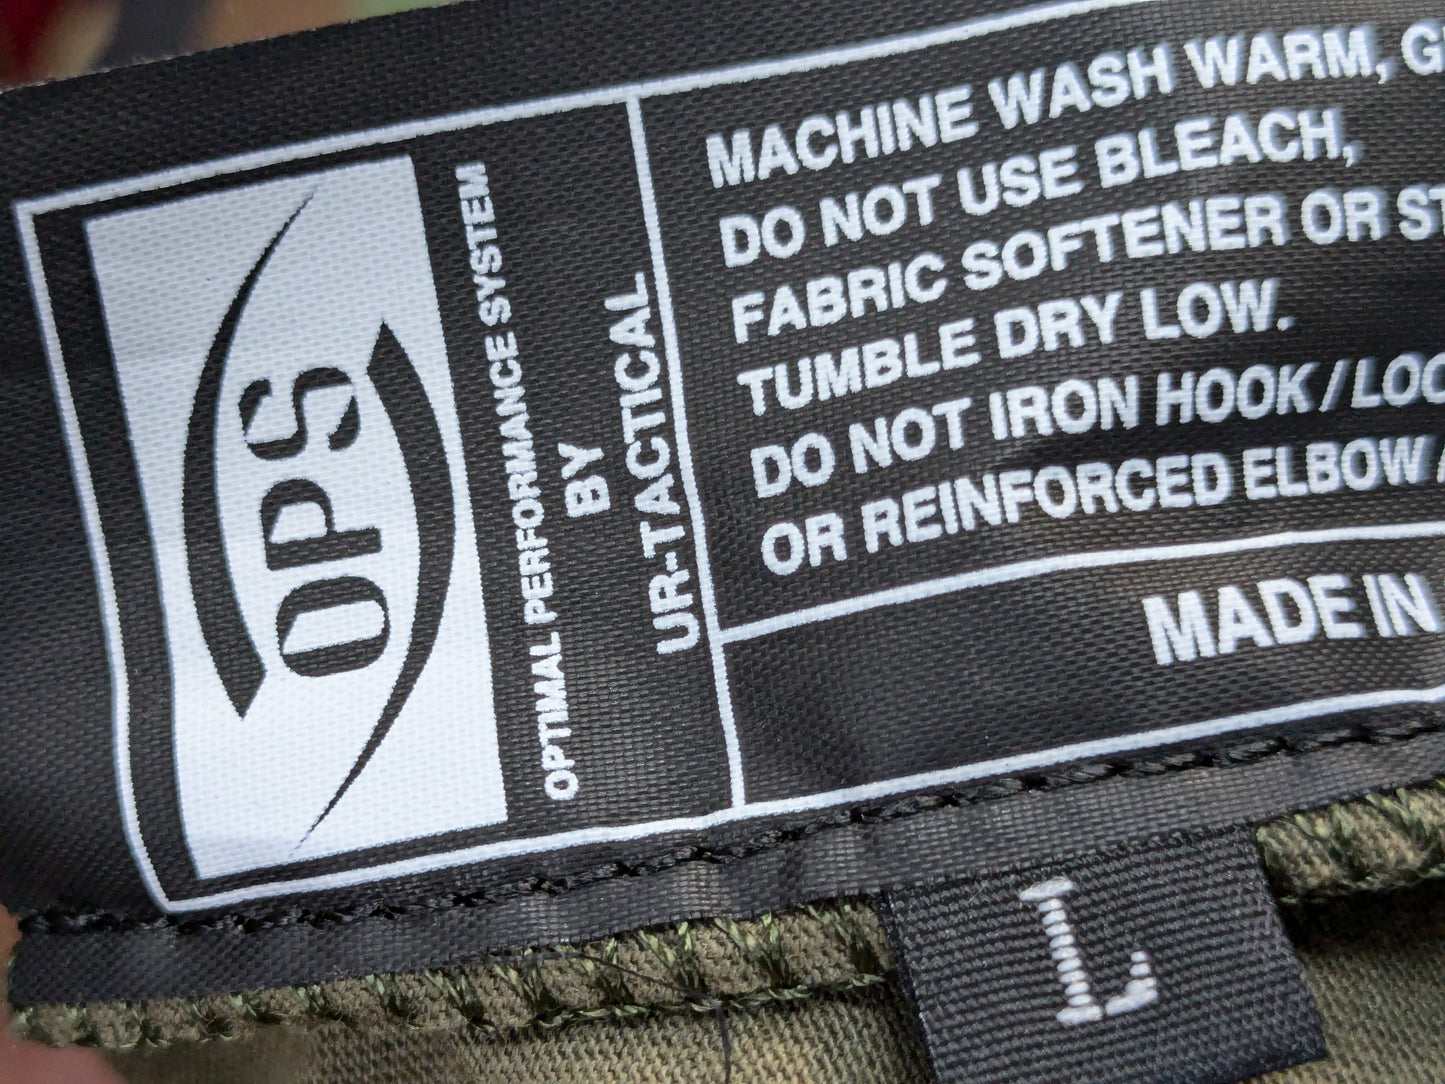 OPS
OPTIMAL PERFORMANCE SYSTEM
BY
UR-TACTICAL
MACHINE WASH WARM,
DO NOT USE BLEACH,
FABRIC SOFTENER OR
TUMBLE DRY LOW.
DO NOT IRON HOOK /
OR REINFORCED ELBOW
MADE IN
L